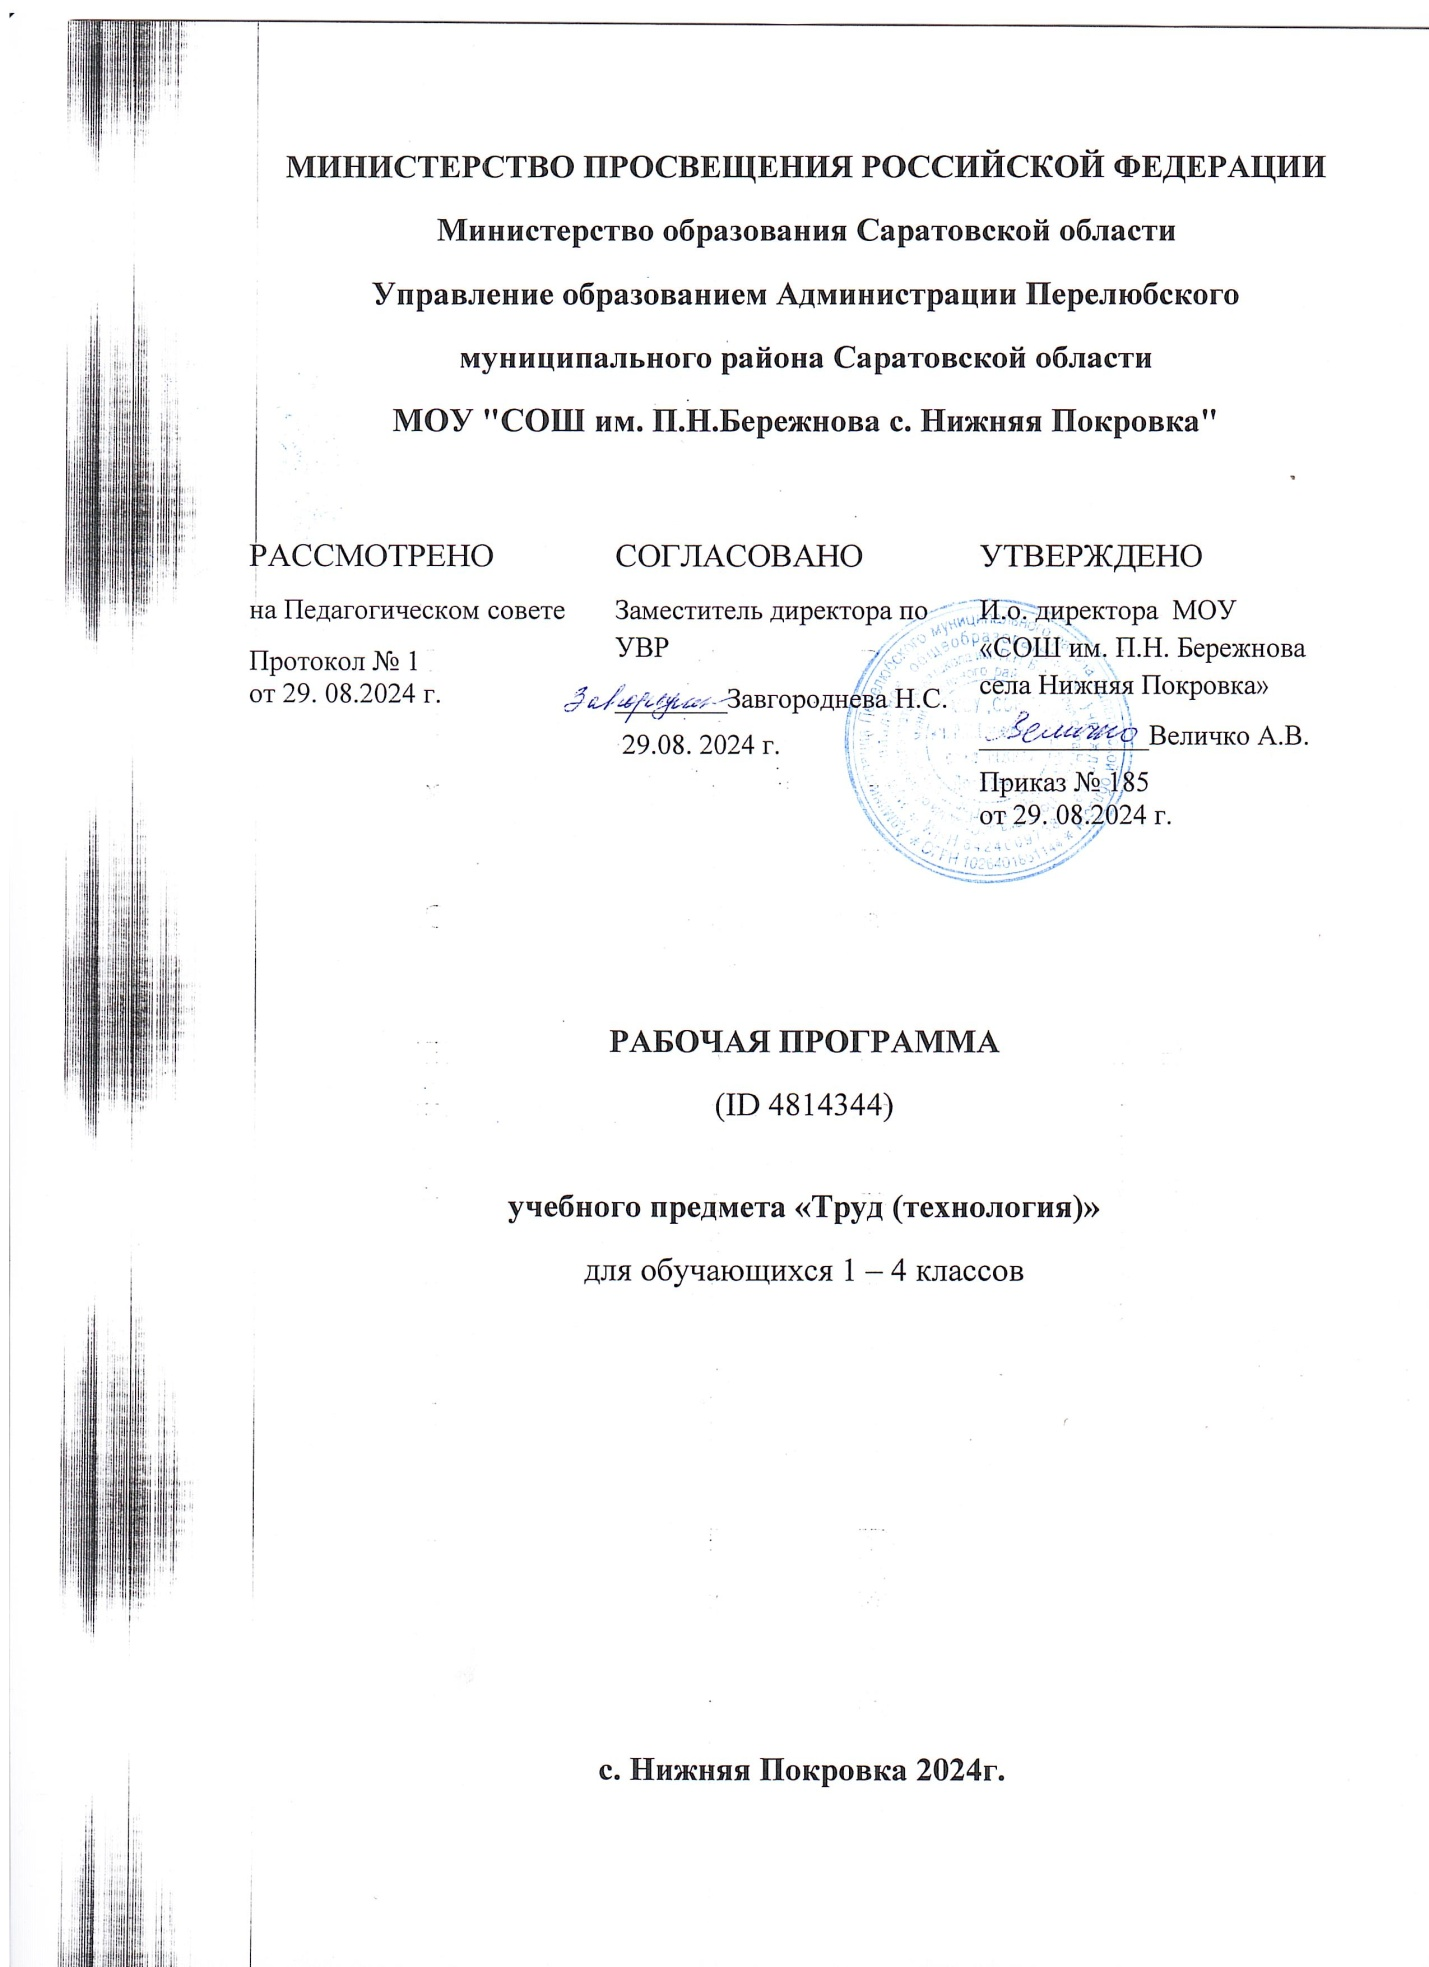 МИНИСТЕРСТВО ПРОСВЕЩЕНИЯ РОССИЙСКОЙ ФЕДЕРАЦИИ
Министерство образования Саратовской области
Управление образованием Администрации Перелюбского
муниципального района Саратовской области
МОУ "СОШ им. П.Н.Бережнова с. Нижняя Покровка"
РАССМОТРЕНО
на Педагогическом совете
Протокол № 1
от 29. 08.2024 г.
СОГЛАСОВАНО
Заместитель директора по
УВР
Завгороднева Н.С.
29.08. 2024 г.
УТВЕРЖДЕНО
И.о. директора МОУ
«СОШ им. П.Н. Бережнова
села Нижняя Покровка»
Величко Величко А.В.
Приказ № 185
от 29. 08.2024 г.
РАБОЧАЯ ПРОГРАММА
(ID 4814344)
учебного предмета «Труд (технология)»
для обучающихся 1 – 4 классов
с. Нижняя Покровка 2024г.